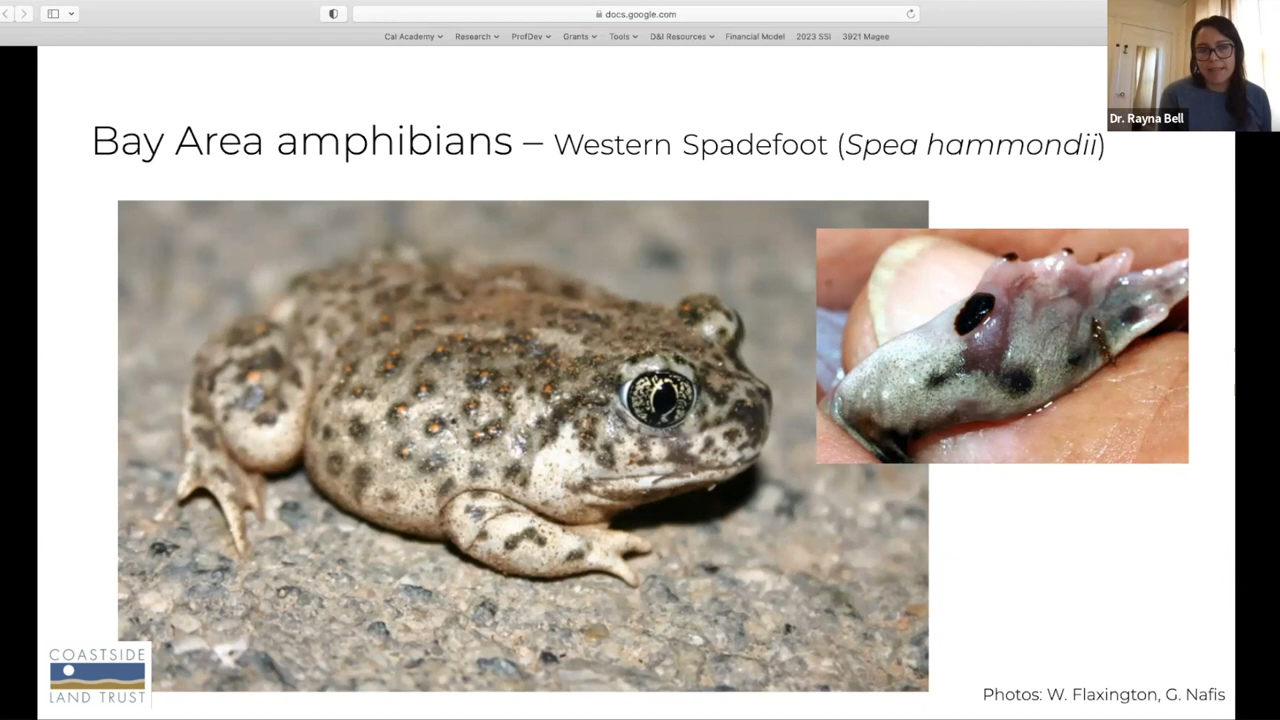 docs.google.com
Cal Academy Research ProfDev Grants Tools D&I Resources Financial Model 2023 SSI 3921 Magee
Dr. Rayna Bell
Bay Area amphibians – Western Spadefoot (Spea hammondii)
COASTSIDE
LAND TRUST
Photos: W. Flaxington, G. Nafis